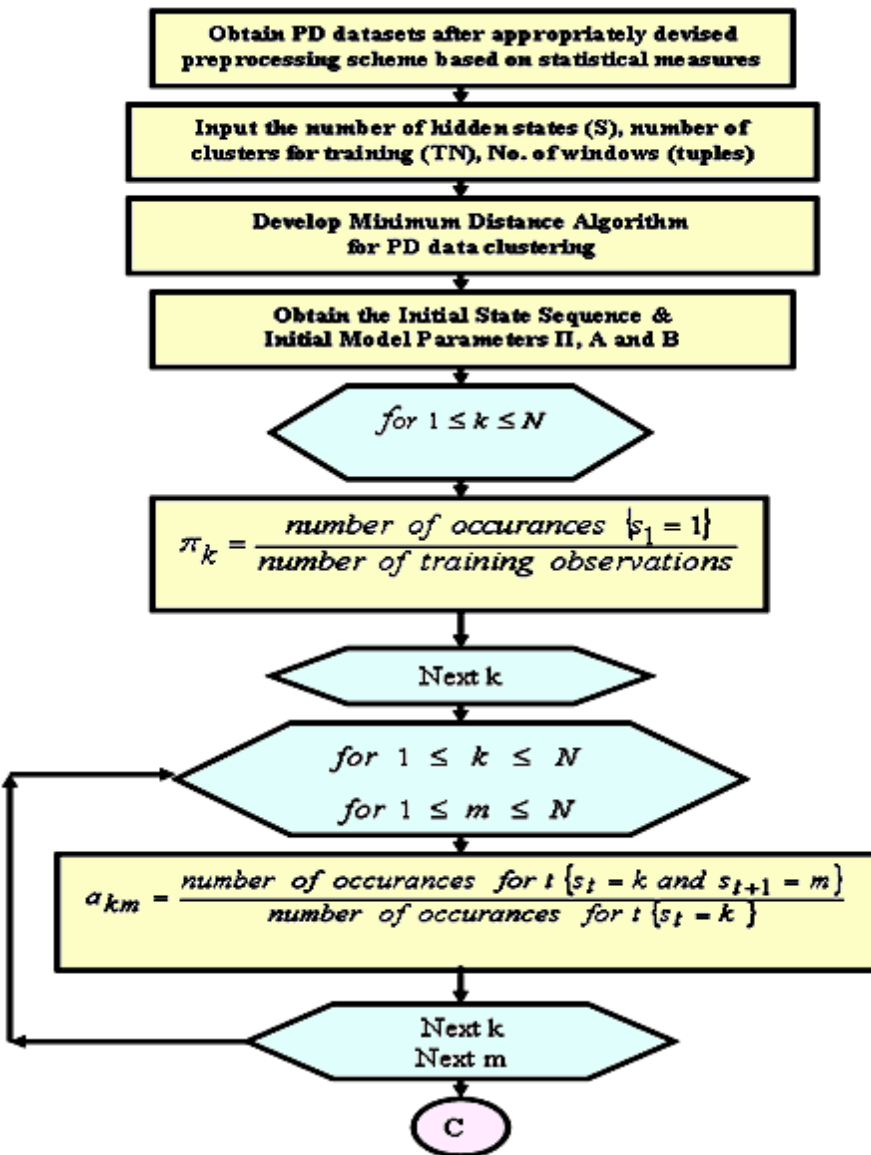 Obtain PD datasets after appropriately devised
preprocessing scheme based on statistical measures
Input the number of hidden states (S), number of
clusters for training (TN), No. of windows (tuples)
Develop Minimum Distance Algorithm
for PD data clustering
Obtain the Initial State Sequence &
Initial Model Parameters Π, A and B
for 1 ≤ k ≤ N
π_k = number of occurances {s_1 = 1} / number of training observations
Next k
for 1 ≤ k ≤ N
for 1 ≤ m ≤ N
a_km = number of occurances for t {s_t = k and s_t+1 = m} / number of occurances for t {s_t = k }
Next k
Next m
C